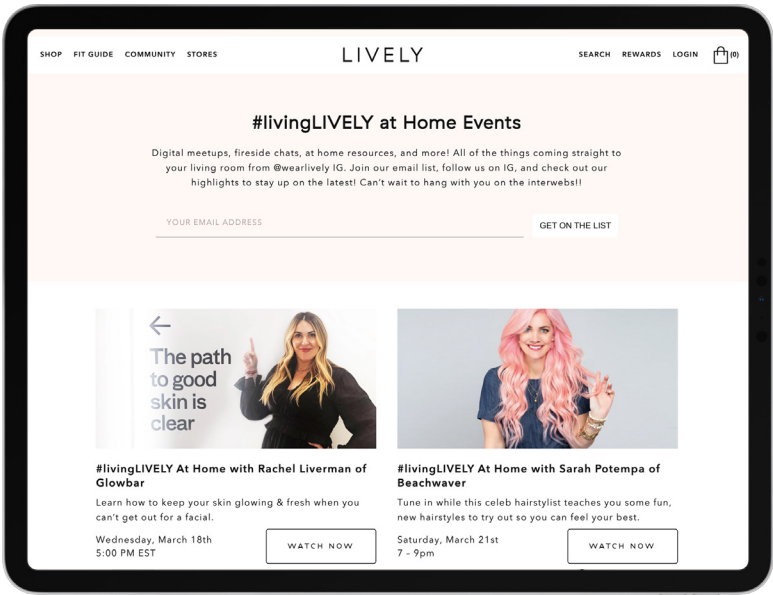 SHOP FIT GUIDE COMMUNITY STORES LIVELY SEARCH REWARDS LOGIN (0)
#livingLIVELY at Home Events
Digital meetups, fireside chats, at home resources, and more! All of the things coming straight to
your living room from @wearlively IG. Join our email list, follow us on IG, and check out our
highlights to stay up on the latest! Can't wait to hang with you on the interwebs!!
YOUR EMAIL ADDRESS GET ON THE LIST
The path
to good
skin is
clear
#livingLIVELY At Home with Rachel Liverman of
Glowbar
Learn how to keep your skin glowing & fresh when you
can't get out for a facial.
Wednesday, March 18th
5:00 PM EST
WATCH NOW
#livingLIVELY At Home with Sarah Potempa of
Beachwaver
Tune in while this celeb hairstylist teaches you some fun,
new hairstyles to try out so you can feel your best.
Saturday, March 21st
7 – 9pm
WATCH NOW